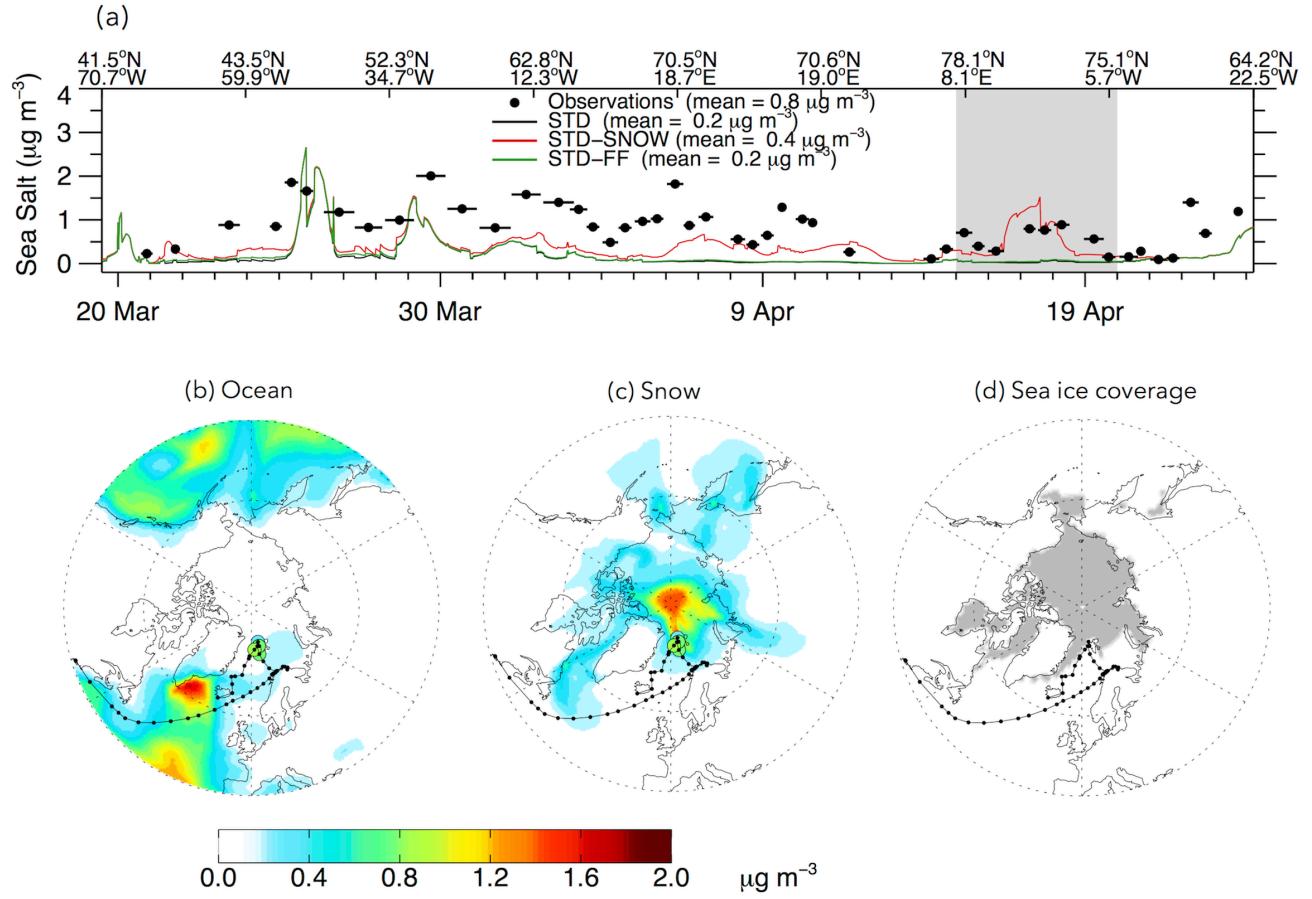 (a)
41.5°N 43.5°N 52.3°N 62.8°N 70.5°N 70.6°N 78.1°N 75.1°N 64.2°N
70.7°W 59.9°W 34.7°W 12.3°W 18.7°E 19.0°E 8.1°E 5.7°W 22.5°W
Sea Salt (μg m⁻³)
4
3
2
1
0
Observations (mean = 0.8 μg m⁻³)
STD (mean = 0.2 μg m⁻³)
STD–SNOW (mean = 0.4 μg m⁻³)
STD–FF (mean = 0.2 μg m⁻³)
20 Mar 30 Mar 9 Apr 19 Apr
(b) Ocean (c) Snow (d) Sea ice coverage
0.0 0.4 0.8 1.2 1.6 2.0 μg m⁻³